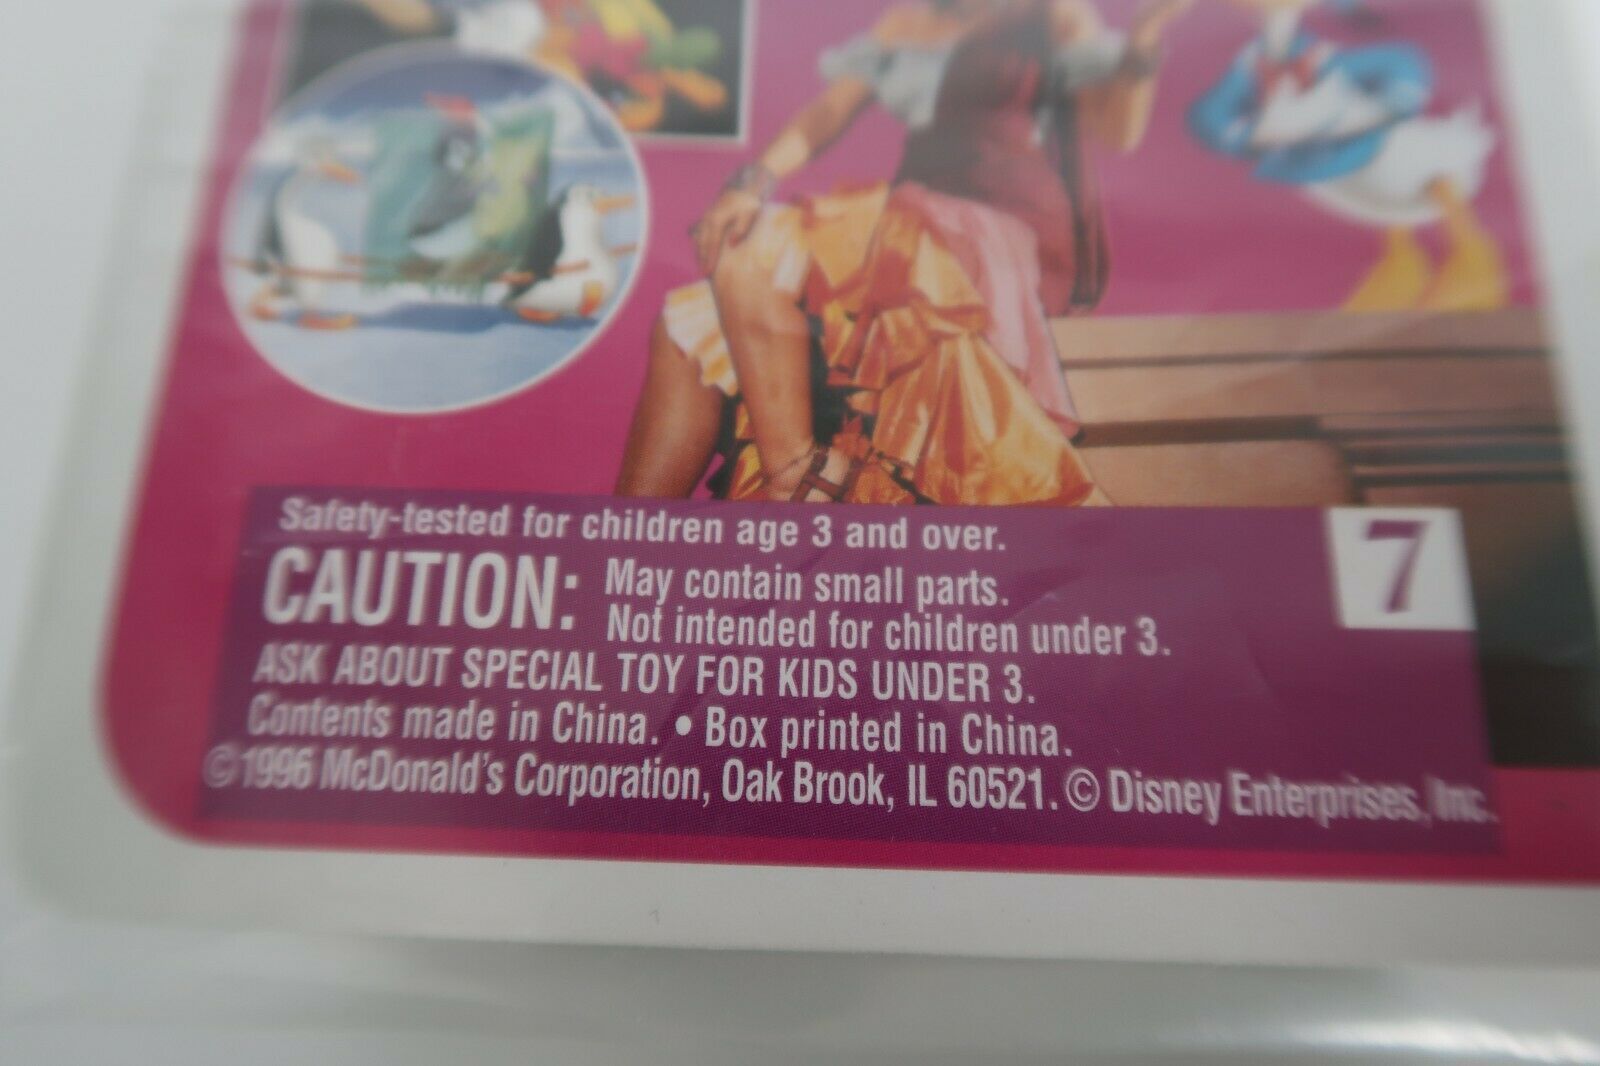 Safety-tested for children age 3 and over.
CAUTION: May contain small parts.
Not intended for children under 3.
ASK ABOUT SPECIAL TOY FOR KIDS UNDER 3.
Contents made in China. • Box printed in China.
© 1996 McDonald's Corporation, Oak Brook, IL 60521. © Disney Enterprises, Inc.
7